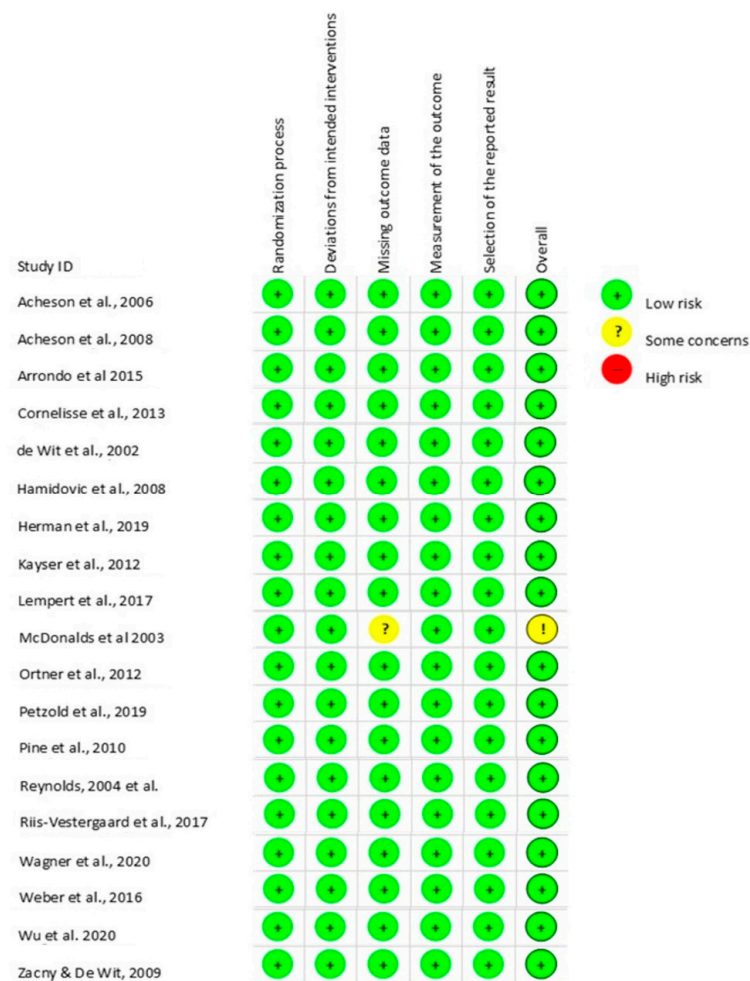 Randomization process
Deviations from intended interventions
Missing outcome data
Measurement of the outcome
Selection of the reported result
Overall
Study ID
Acheson et al., 2006 + + + + + +
Acheson et al., 2008 + + + + + +
Arrondo et al 2015 + + + + + +
Cornelisse et al., 2013 + + + + + +
de Wit et al., 2002 + + + + + +
Hamidovic et al., 2008 + + + + + +
Herman et al., 2019 + + + + + +
Kayser et al., 2012 + + + + + +
Lempert et al., 2017 + + + + + +
McDonalds et al 2003 + + ? + + !
Ortner et al., 2012 + + + + + +
Petzold et al., 2019 + + + + + +
Pine et al., 2010 + + + + + +
Reynolds, 2004 et al. + + + + + +
Riis-Vestergaard et al., 2017 + + + + + +
Wagner et al., 2020 + + + + + +
Weber et al., 2016 + + + + + +
Wu et al. 2020 + + + + + +
Zacny & De Wit, 2009 + + + + + +
+ Low risk
? Some concerns
− High risk